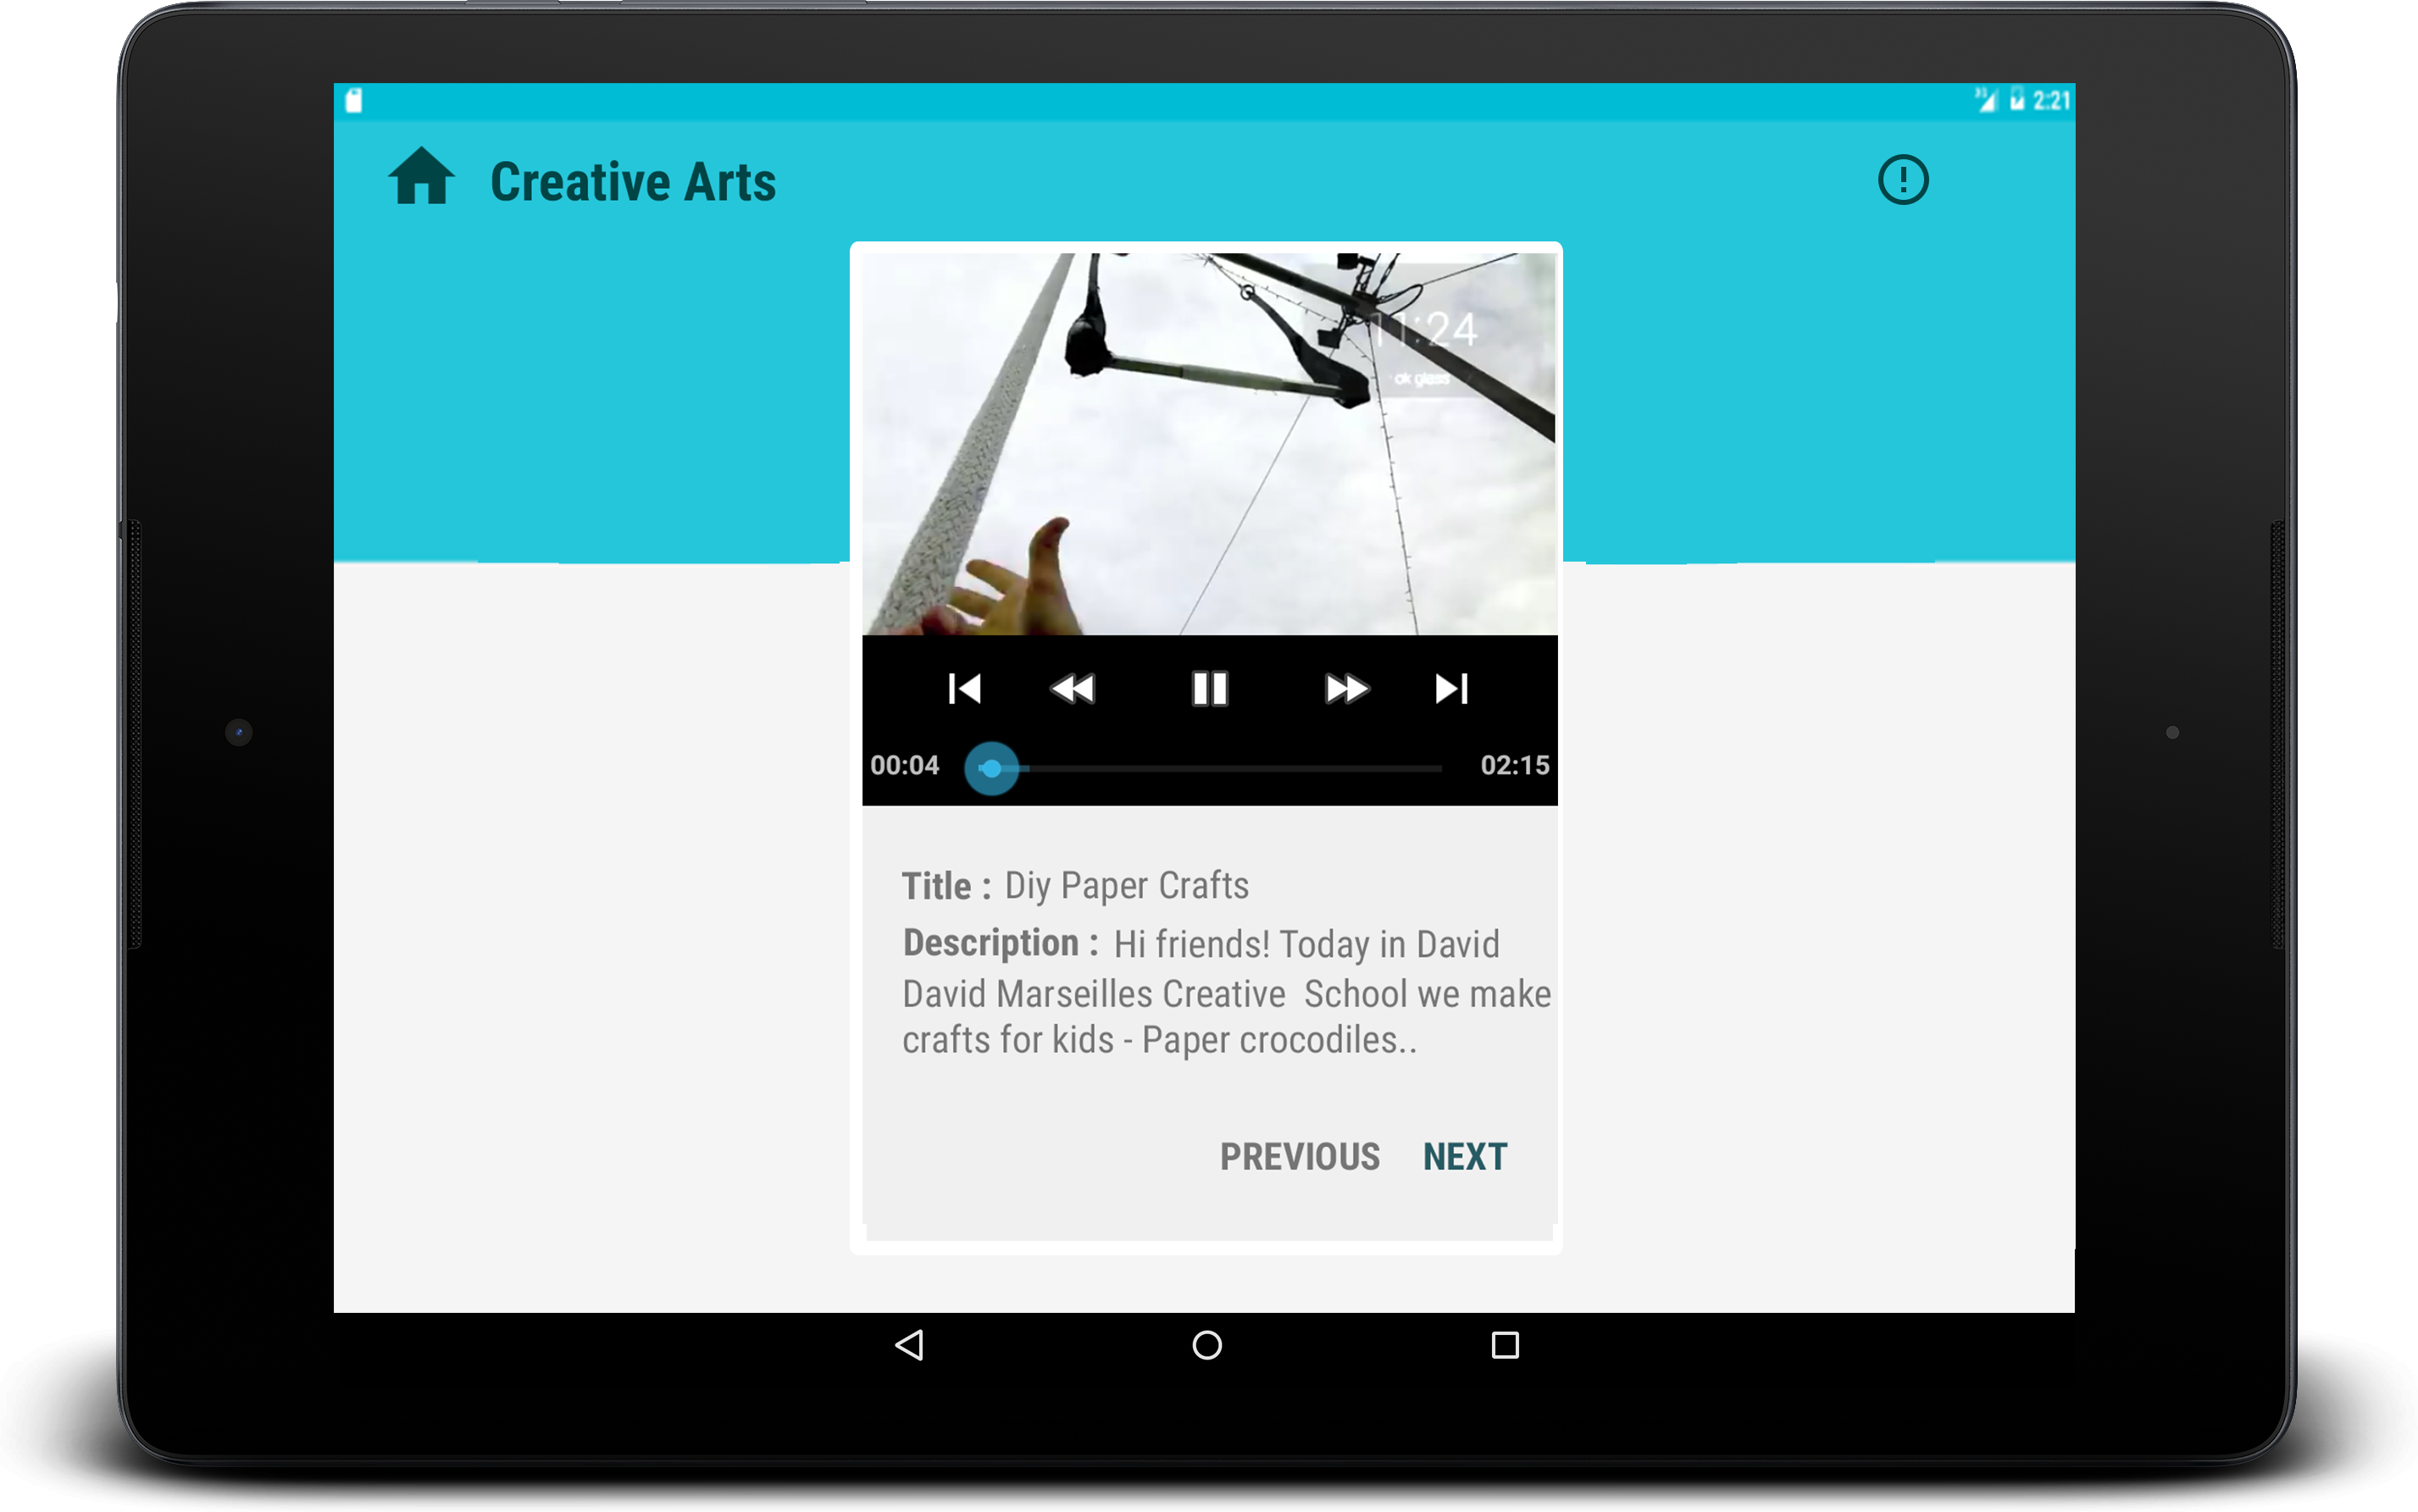 2:21
Creative Arts
11:24
ok glass
00:04
02:15
Title : Diy Paper Crafts
Description : Hi friends! Today in David
David Marseilles Creative School we make
crafts for kids - Paper crocodiles..
PREVIOUS NEXT